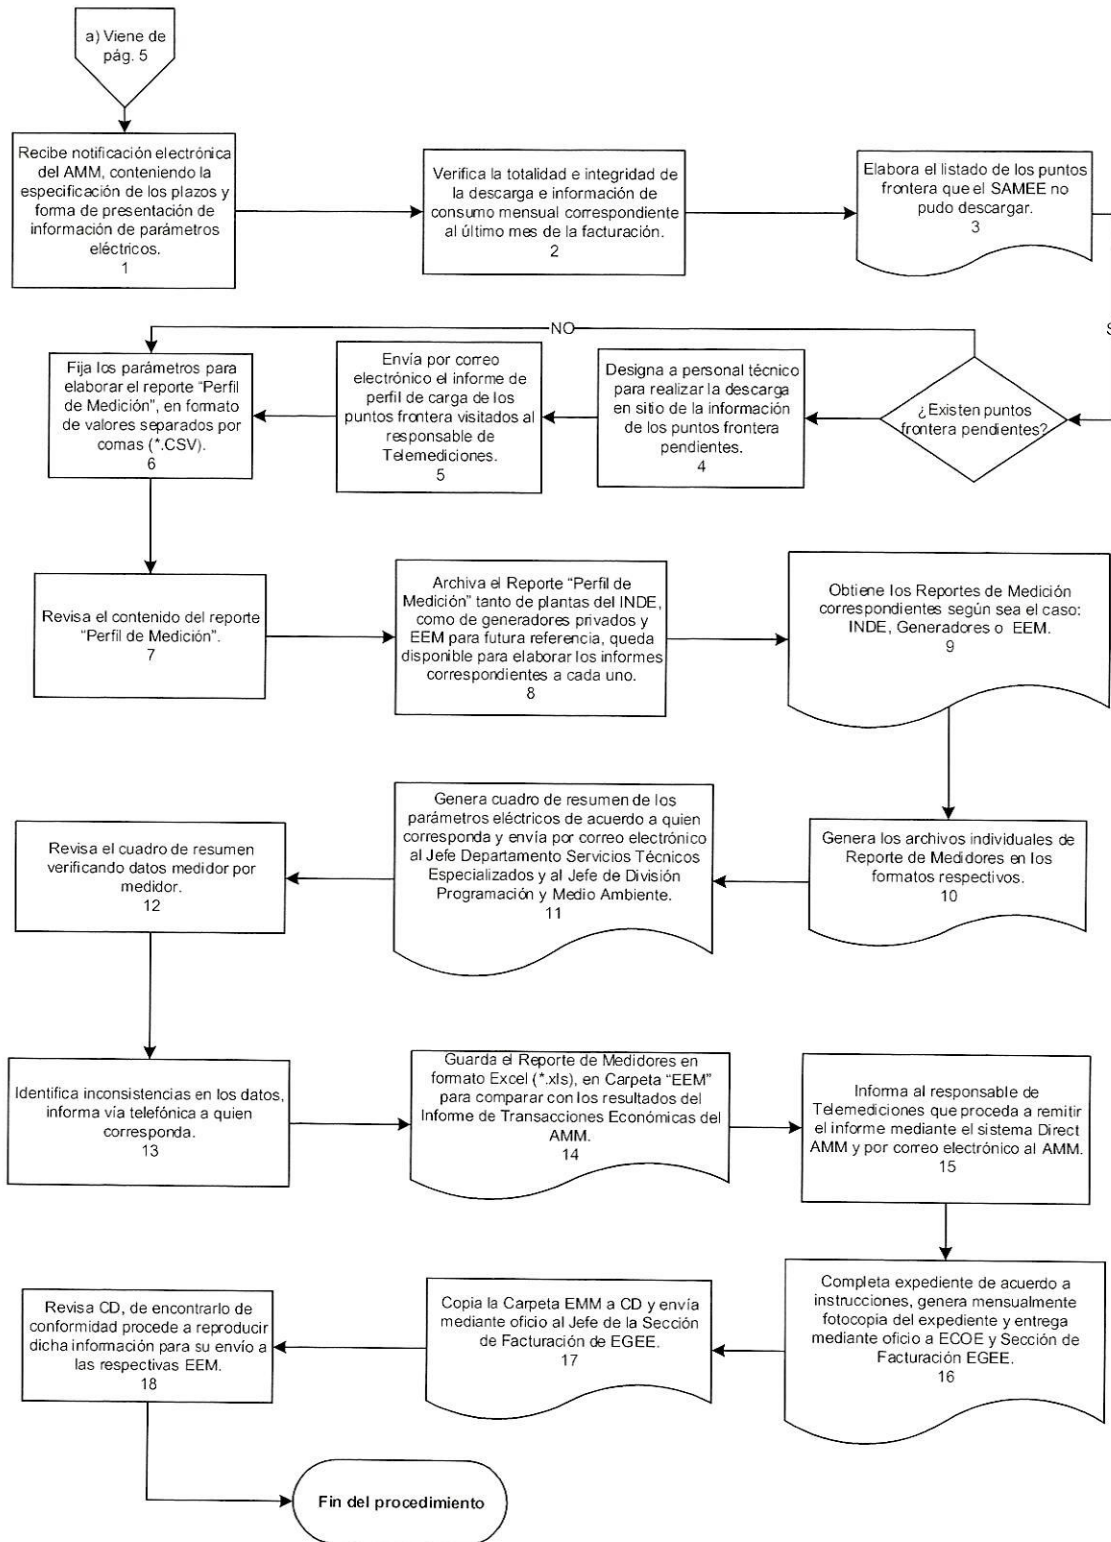 a) Viene de
pág. 5
Recibe notificación electrónica
del AMM, conteniendo la
especificación de los plazos y
forma de presentación de
información de parámetros
eléctricos.
1
Verifica la totalidad e integridad de
la descarga e información de
consumo mensual correspondiente
al último mes de la facturación.
2
Elabora el listado de los puntos
frontera que el SAMEE no
pudo descargar.
3
NO
¿Existen puntos
frontera pendientes?
Designa a personal técnico
para realizar la descarga
en sitio de la información
de los puntos frontera
pendientes.
4
Envía por correo
electrónico el informe de
perfil de carga de los
puntos frontera visitados al
responsable de
Telemediciones.
5
Fija los parámetros para
elaborar el reporte “Perfil
de Medición”, en formato
de valores separados por
comas (*.CSV).
6
Revisa el contenido del reporte
“Perfil de Medición”.
7
Archiva el Reporte “Perfil de
Medición” tanto de plantas del INDE,
como de generadores privados y
EEM para futura referencia, queda
disponible para elaborar los informes
correspondientes a cada uno.
8
Obtiene los Reportes de Medición
correspondientes según sea el caso:
INDE, Generadores o EEM.
9
Genera los archivos individuales de
Reporte de Medidores en los
formatos respectivos.
10
Genera cuadro de resumen de los
parámetros eléctricos de acuerdo a quien
corresponda y envía por correo electrónico
al Jefe Departamento Servicios Técnicos
Especializados y al Jefe de División
Programación y Medio Ambiente.
11
Revisa el cuadro de resumen
verificando datos medidor por
medidor.
12
Identifica inconsistencias en los datos,
informa vía telefónica a quien
corresponda.
13
Guarda el Reporte de Medidores en
formato Excel (*.xls), en Carpeta “EEM”
para comparar con los resultados del
Informe de Transacciones Económicas del
AMM.
14
Informa al responsable de
Telemediciones que proceda a remitir
el informe mediante el sistema Direct
AMM y por correo electrónico al AMM.
15
Completa expediente de acuerdo a
instrucciones, genera mensualmente
fotocopia del expediente y entrega
mediante oficio a ECOE y Sección de
Facturación EGEE.
16
Copia la Carpeta EMM a CD y envía
mediante oficio al Jefe de la Sección
de Facturación de EGEE.
17
Revisa CD, de encontrarlo de
conformidad procede a reproducir
dicha información para su envío a
las respectivas EEM.
18
Fin del procedimiento